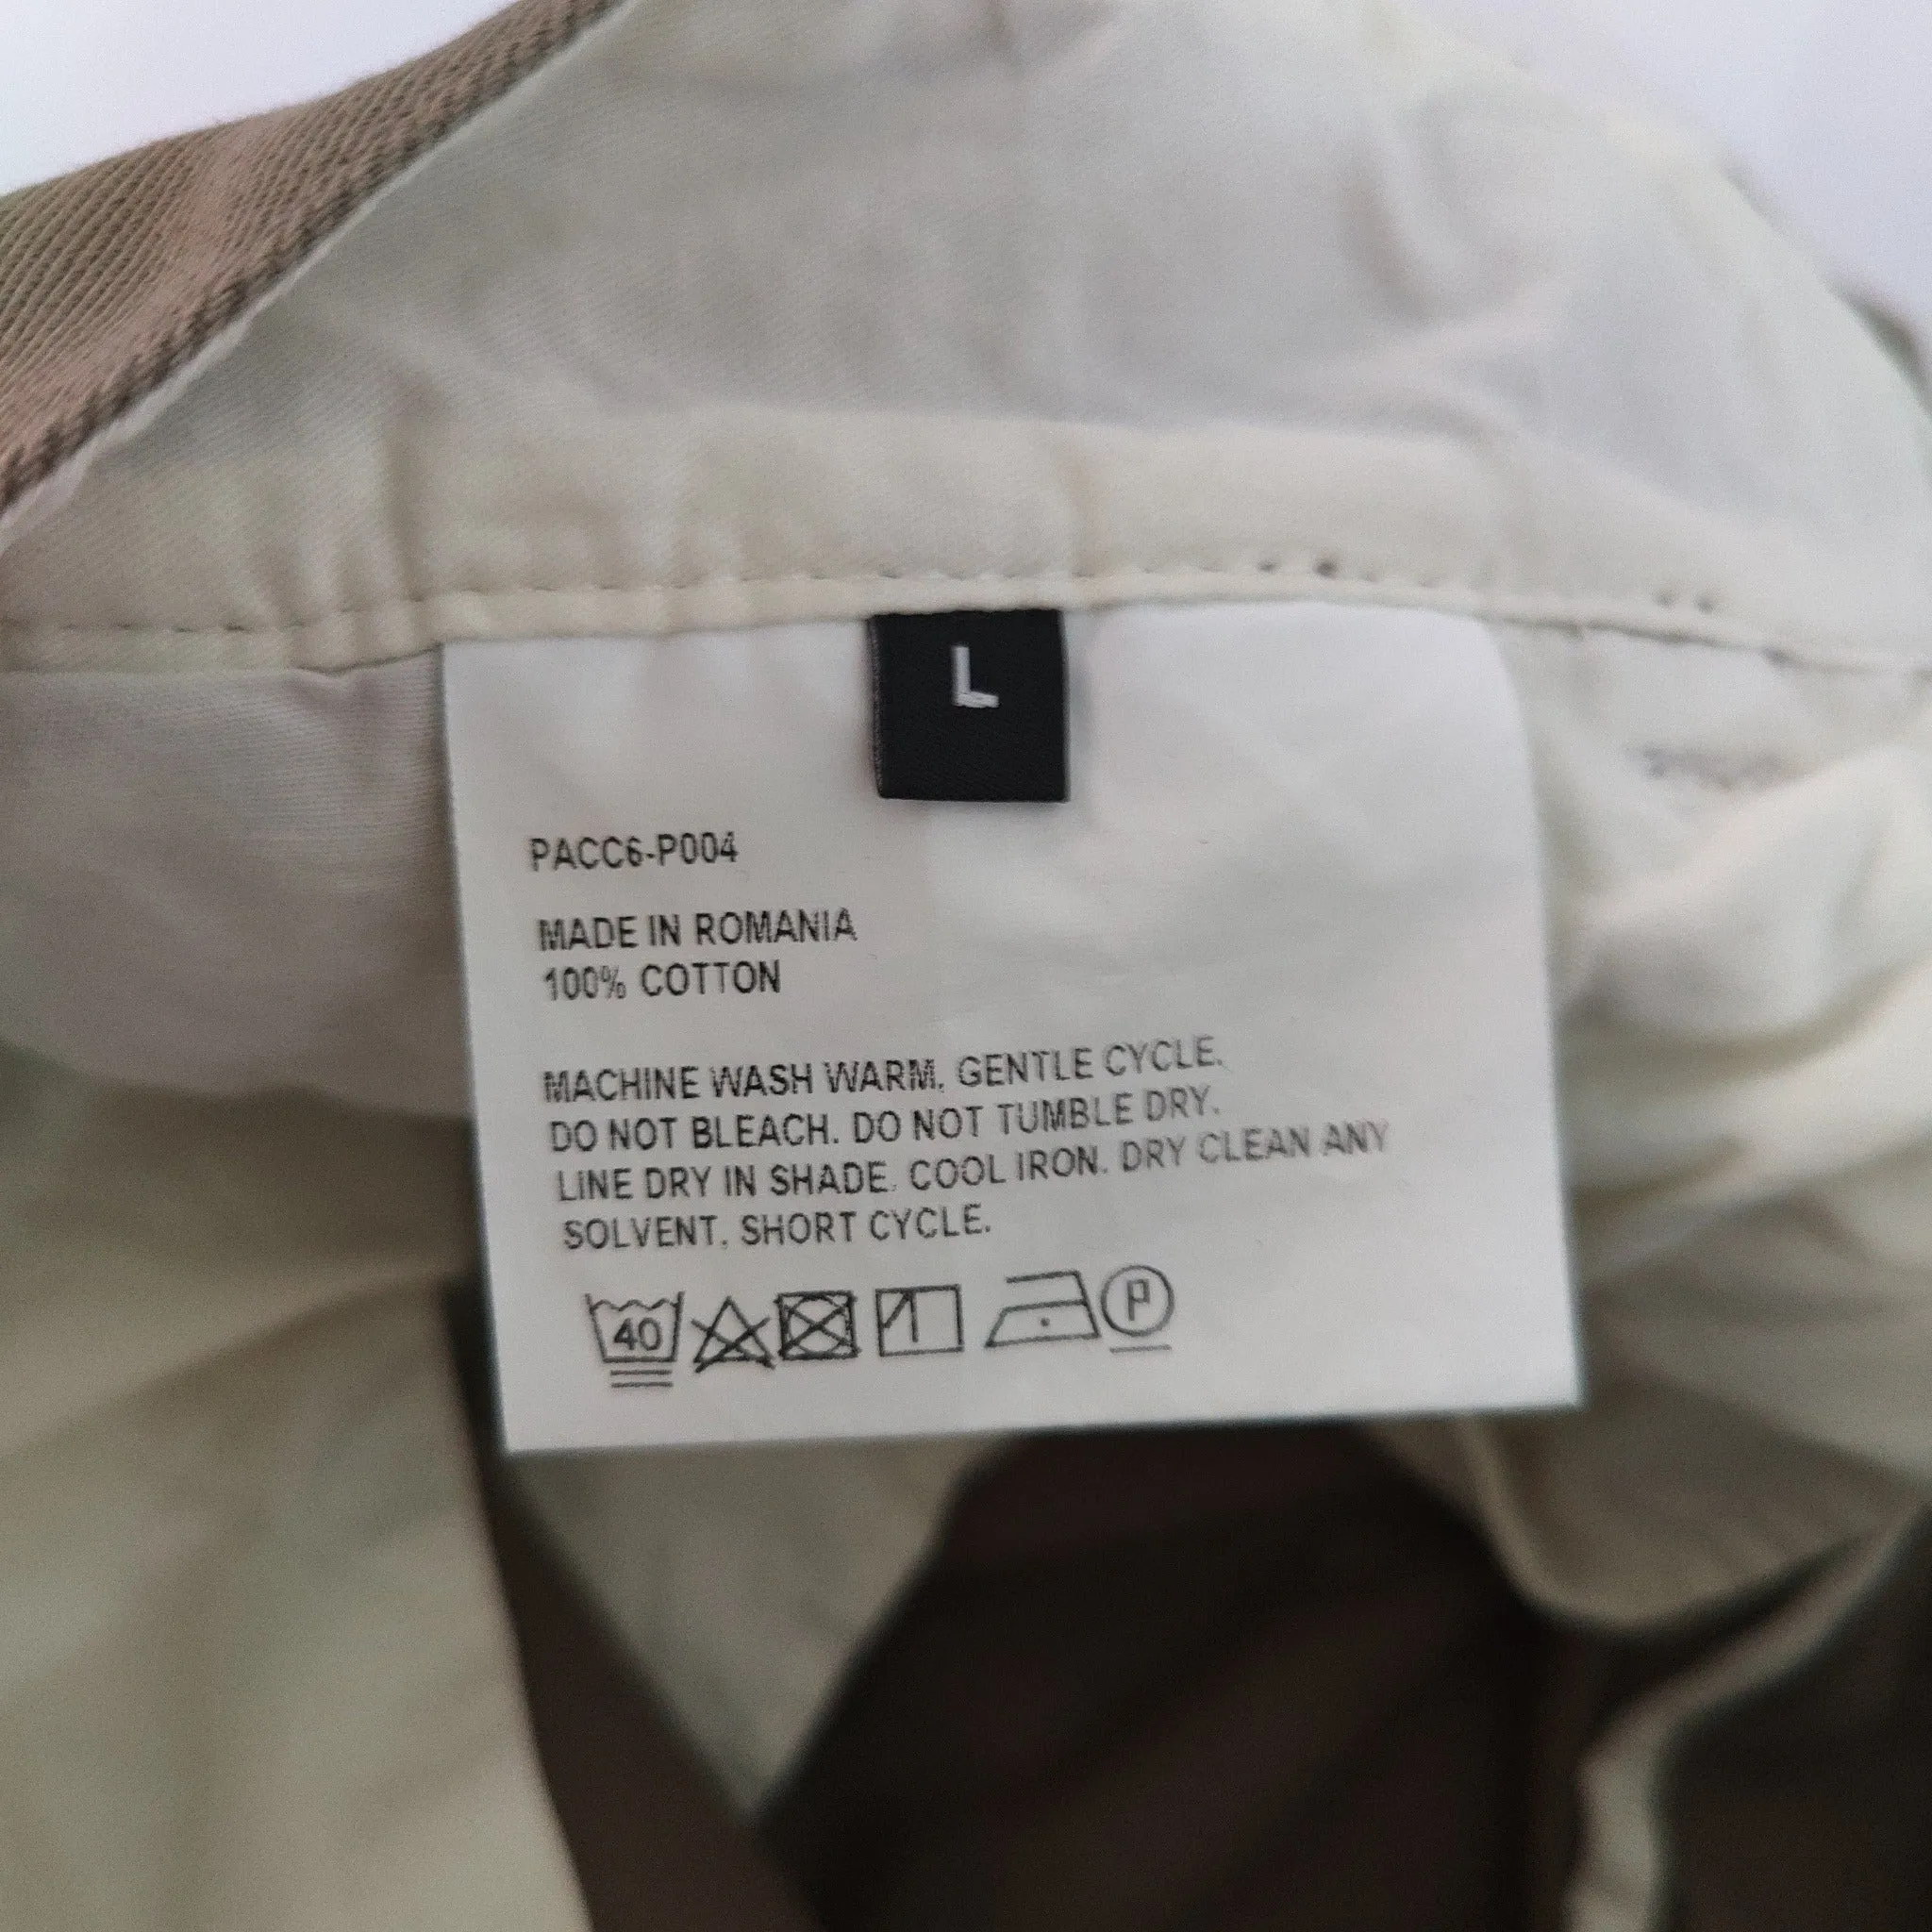 L
PACC6-P004
MADE IN ROMANIA
100% COTTON
MACHINE WASH WARM. GENTLE CYCLE.
DO NOT BLEACH. DO NOT TUMBLE DRY.
LINE DRY IN SHADE. COOL IRON. DRY CLEAN ANY
SOLVENT. SHORT CYCLE.
40 P